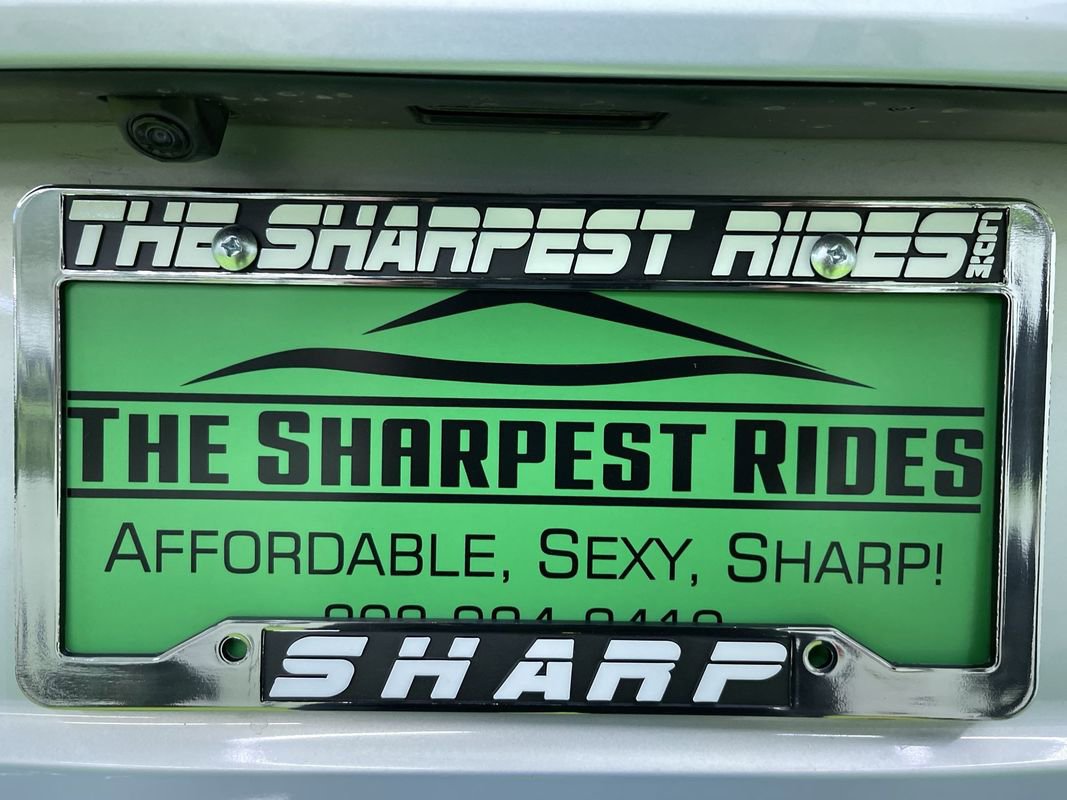 THE SHARPEST RIDES.COM
THE SHARPEST RIDES
AFFORDABLE, SEXY, SHARP!
SHARP